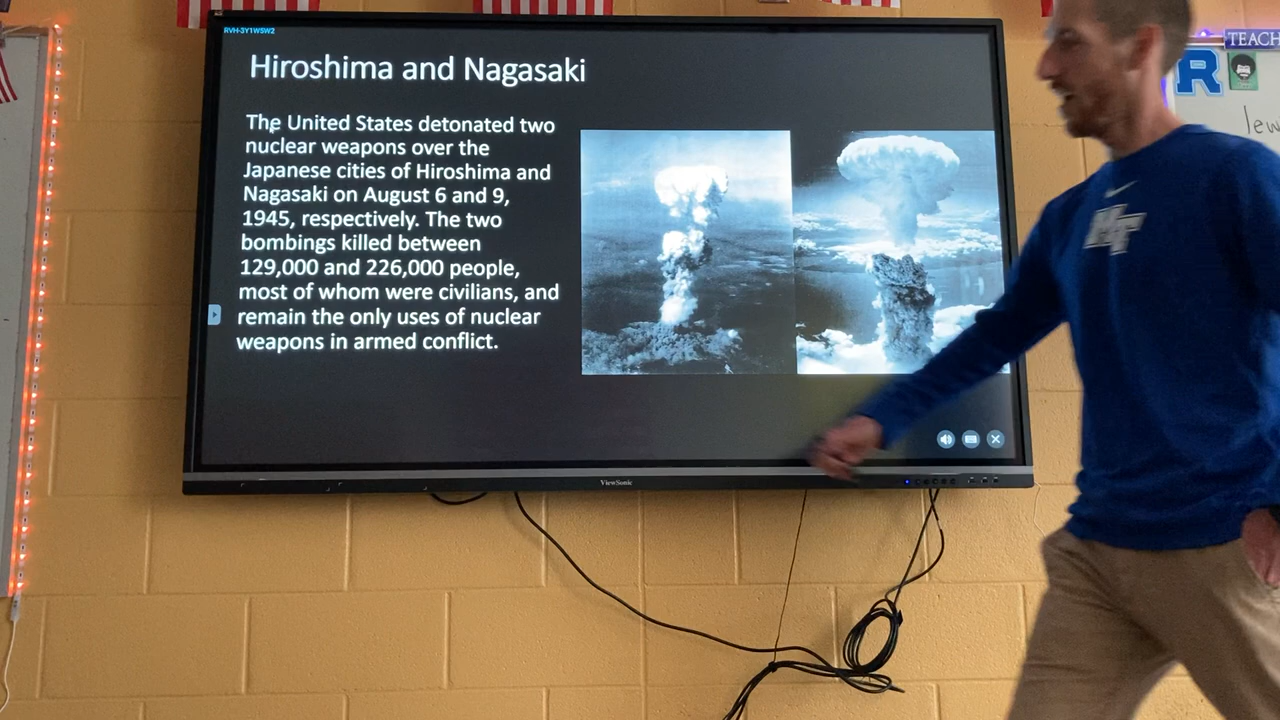 RVH-3Y1W5W2
Hiroshima and Nagasaki
The United States detonated two
nuclear weapons over the
Japanese cities of Hiroshima and
Nagasaki on August 6 and 9,
1945, respectively. The two
bombings killed between
129,000 and 226,000 people,
most of whom were civilians, and
remain the only uses of nuclear
weapons in armed conflict.
ViewSonic
TEACH
R
MT